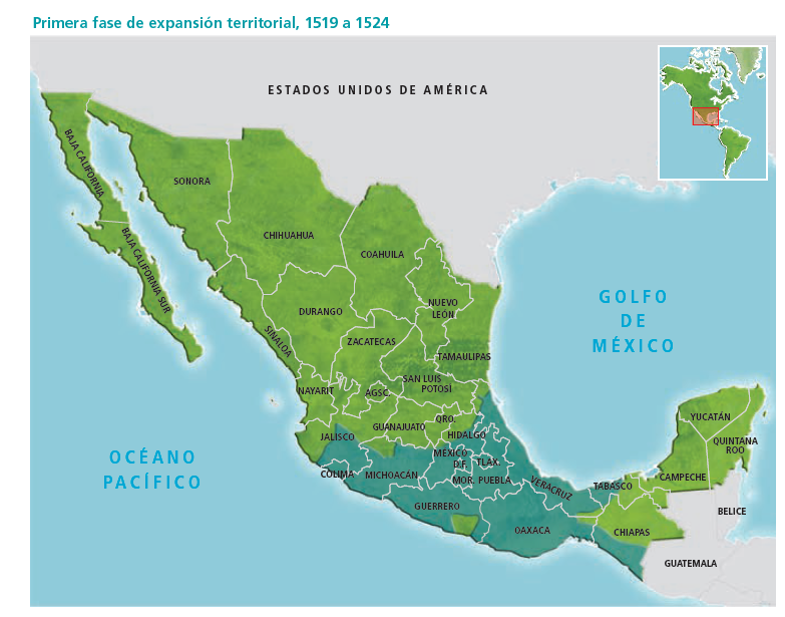 Primera fase de expansión territorial, 1519 a 1524
ESTADOS UNIDOS DE AMÉRICA
BAJA CALIFORNIA
SONORA
CHIHUAHUA
COAHUILA
BAJA CALIFORNIA SUR
NUEVO
LEÓN
DURANGO
SINALOA
ZACATECAS
TAMAULIPAS
SAN LUIS
POTOSÍ
NAYARIT
AGSC.
GOLFO
DE
MÉXICO
QRO.
GUANAJUATO
HIDALGO
JALISCO
YUCATÁN
QUINTANA
ROO
OCÉANO
PACÍFICO
MÉXICO
D.F.
TLAX.
COLIMA
MICHOACÁN
MOR.
PUEBLA
VERACRUZ
TABASCO
CAMPECHE
GUERRERO
OAXACA
CHIAPAS
BELICE
GUATEMALA